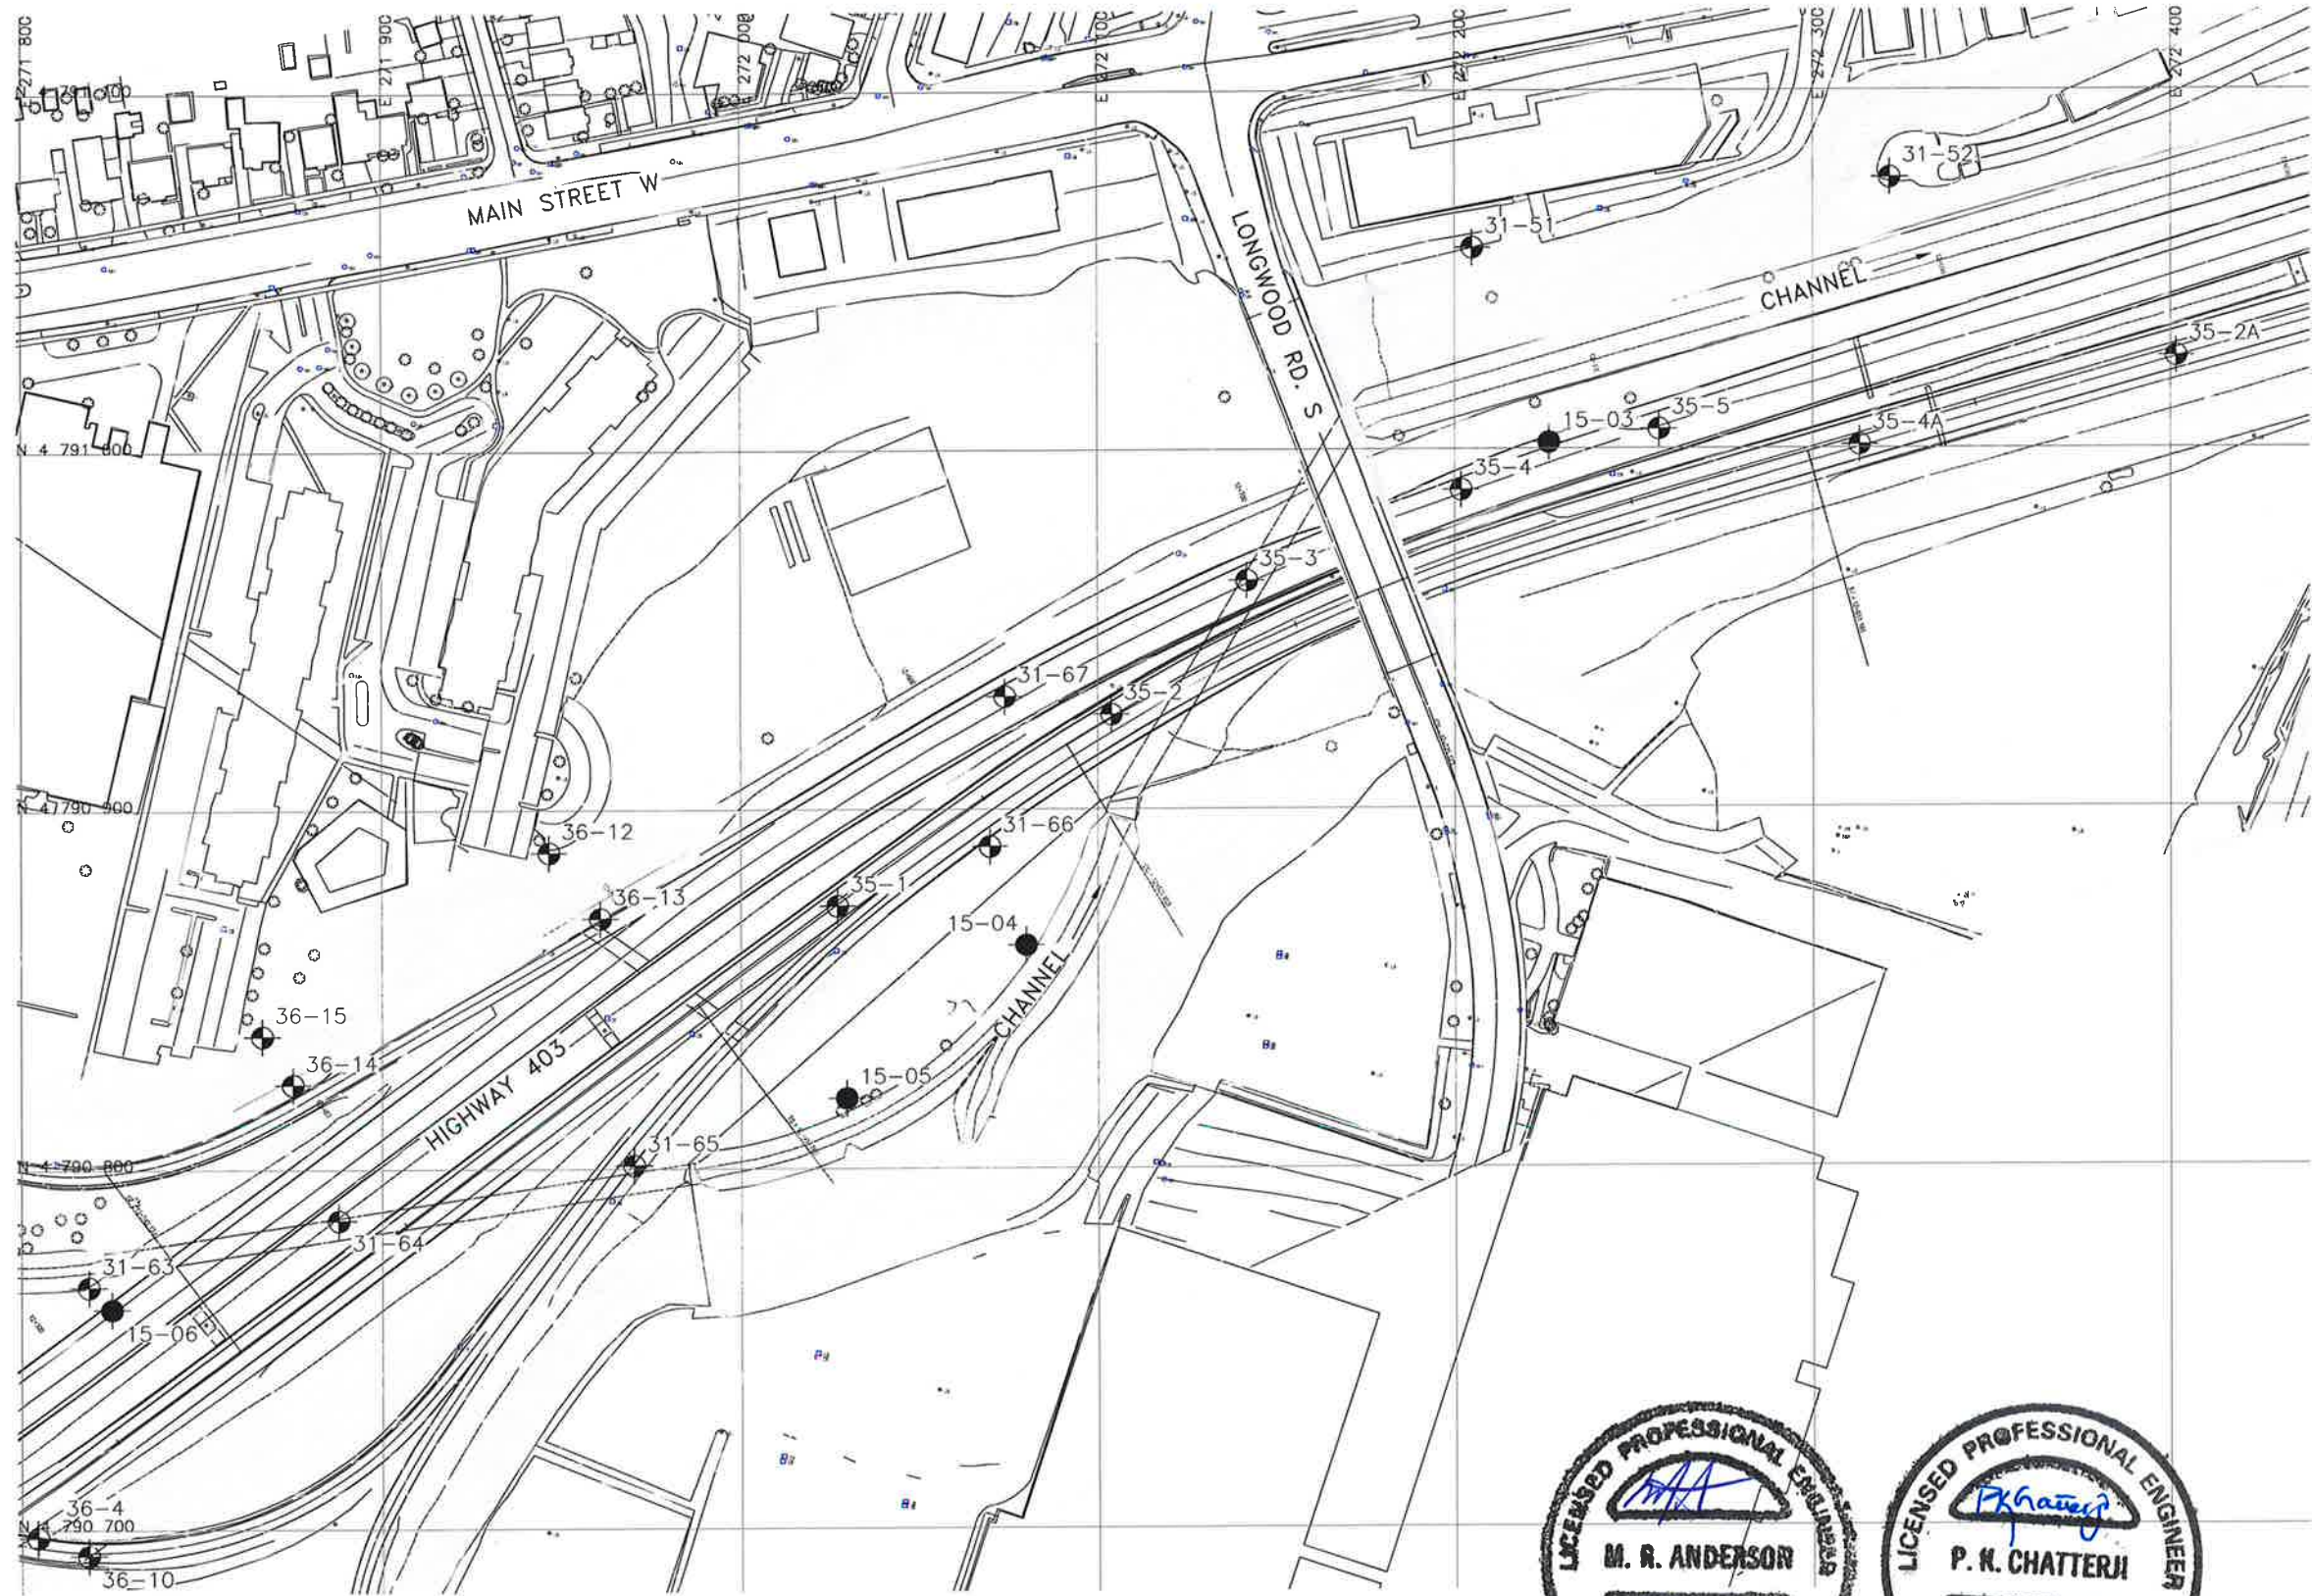 E 271 800
E 271 900
E 272 000
E 272 100
E 272 200
E 272 300
E 272 400
N 4 791 100
MAIN STREET W
LONGWOOD RD. S
31-52
31-51
CHANNEL
35-2A
15-03
35-5
35-4A
35-4
N 4 791 000
35-3
31-67
35-2
N 4 790 900
36-12
31-66
36-13
35-1
15-04
CHANNEL
36-15
36-14
HIGHWAY 403
15-05
31-65
N 4 790 800
31-64
31-63
15-06
36-4
N 4 790 700
36-10
LICENSED PROFESSIONAL ENGINEER
M. R. ANDERSON
LICENSED PROFESSIONAL ENGINEER
P. K. CHATTERJI